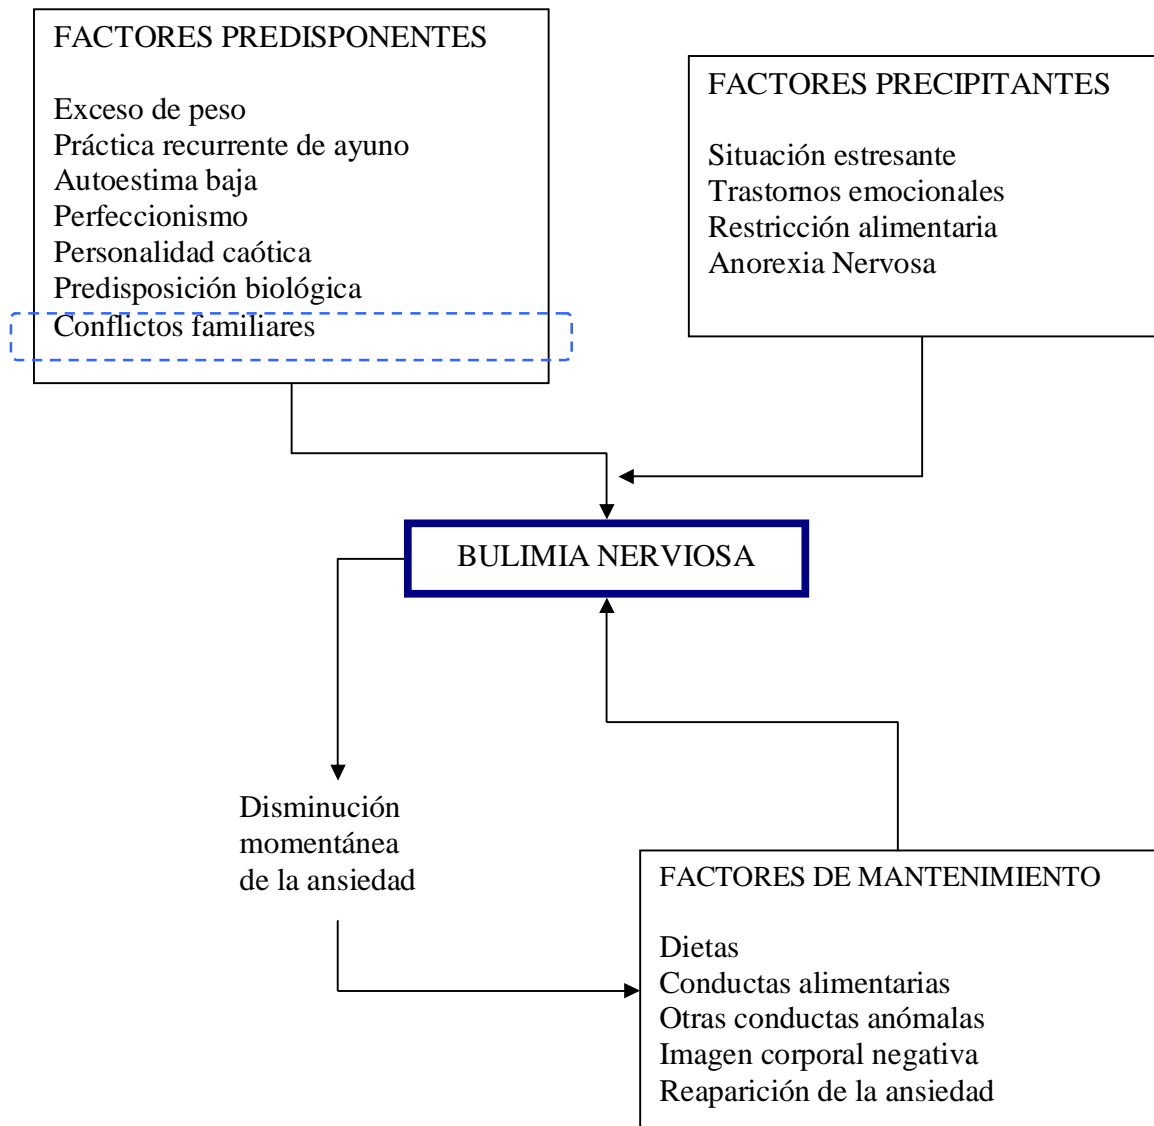 FACTORES PREDISPONENTES
Exceso de peso
Práctica recurrente de ayuno
Autoestima baja
Perfeccionismo
Personalidad caótica
Predisposición biológica
Conflictos familiares
FACTORES PRECIPITANTES
Situación estresante
Trastornos emocionales
Restricción alimentaria
Anorexia Nervosa
BULIMIA NERVIOSA
Disminución
momentánea
de la ansiedad
FACTORES DE MANTENIMIENTO
Dietas
Conductas alimentarias
Otras conductas anómalas
Imagen corporal negativa
Reaparición de la ansiedad